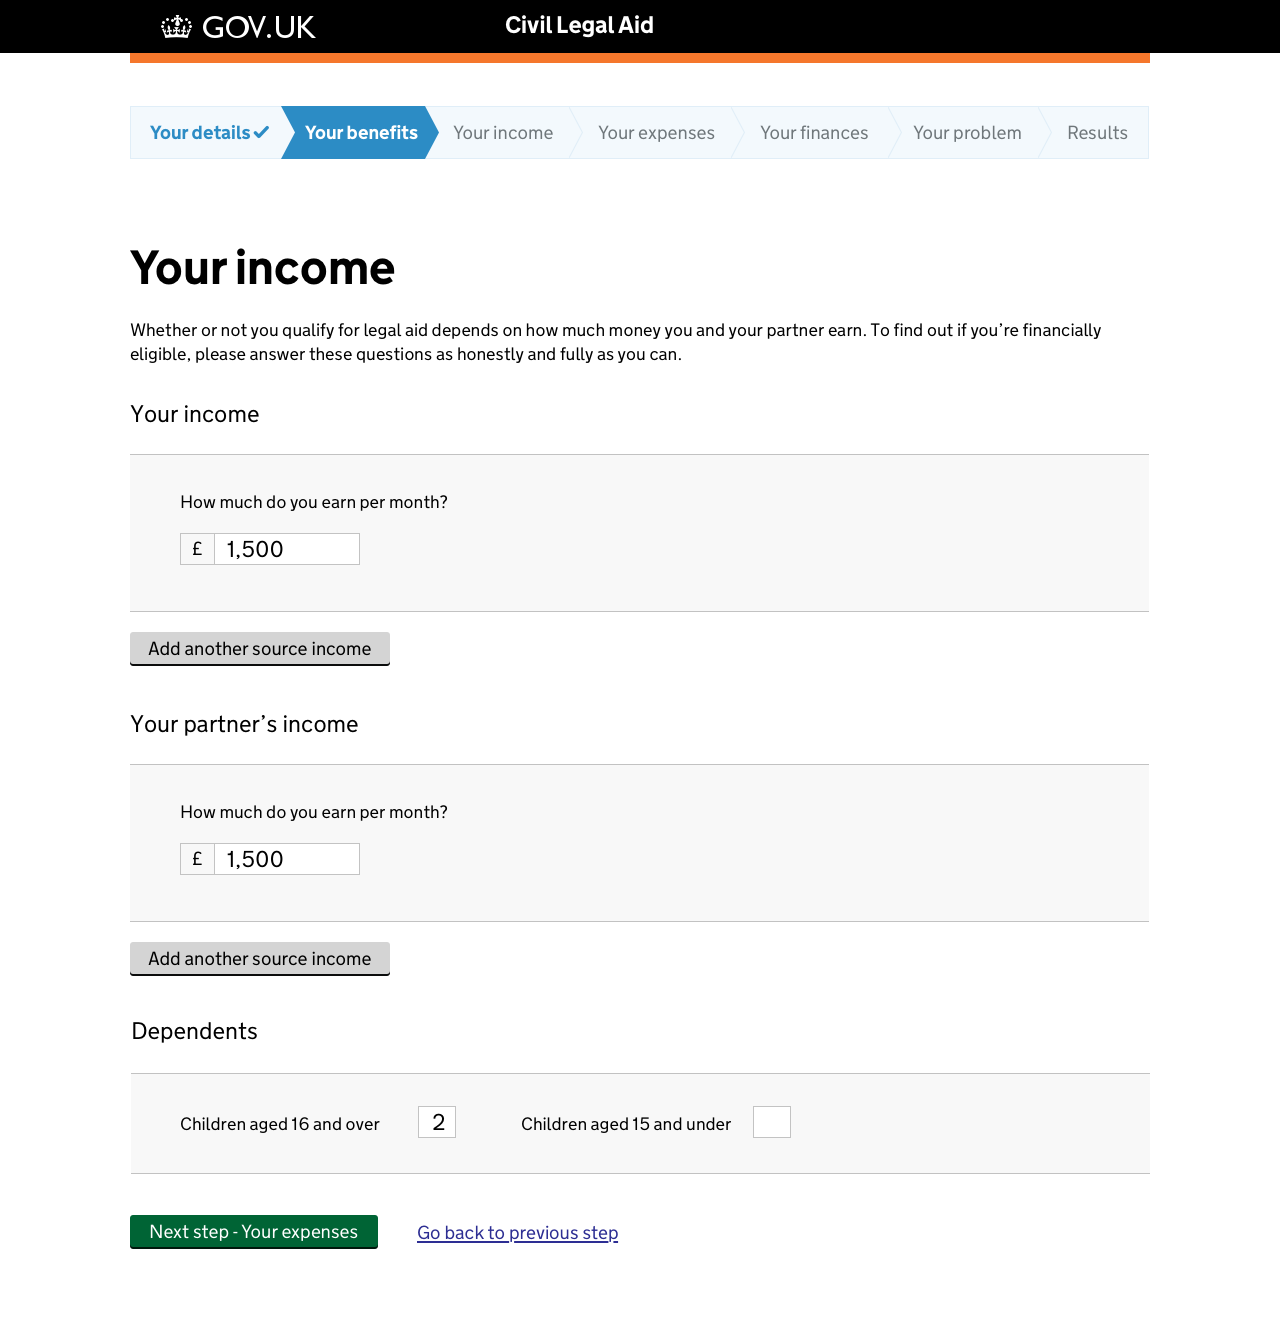 GOV.UK
Civil Legal Aid
Your details
Your benefits
Your income
Your expenses
Your finances
Your problem
Results
Your income
Whether or not you qualify for legal aid depends on how much money you and your partner earn. To find out if you’re financially
eligible, please answer these questions as honestly and fully as you can.
Your income
How much do you earn per month?
£ 1,500
Add another source income
Your partner’s income
How much do you earn per month?
£ 1,500
Add another source income
Dependents
Children aged 16 and over 2 Children aged 15 and under
Next step - Your expenses
Go back to previous step